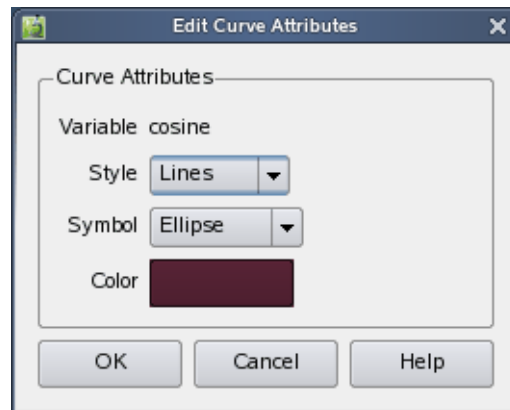 Edit Curve Attributes
Curve Attributes
Variable cosine
Style Lines
Symbol Ellipse
Color
OK Cancel Help